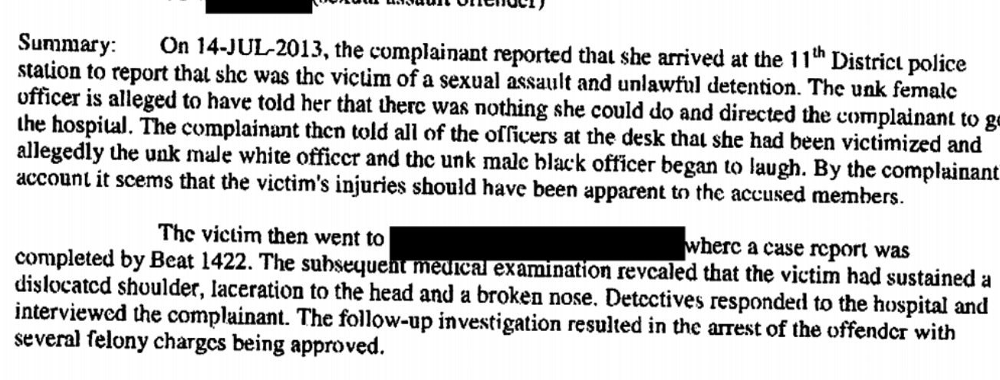 (sexual assault offender)
Summary: On 14-JUL-2013, the complainant reported that she arrived at the 11th District police
station to report that she was the victim of a sexual assault and unlawful detention. The unk female
officer is alleged to have told her that there was nothing she could do and directed the complainant to go
the hospital. The complainant then told all of the officers at the desk that she had been victimized and
allegedly the unk male white officer and the unk male black officer began to laugh. By the complainant
account it seems that the victim's injuries should have been apparent to the accused members.
The victim then went to where a case report was
completed by Beat 1422. The subsequent medical examination revealed that the victim had sustained a
dislocated shoulder, laceration to the head and a broken nose. Detectives responded to the hospital and
interviewed the complainant. The follow-up investigation resulted in the arrest of the offender with
several felony charges being approved.